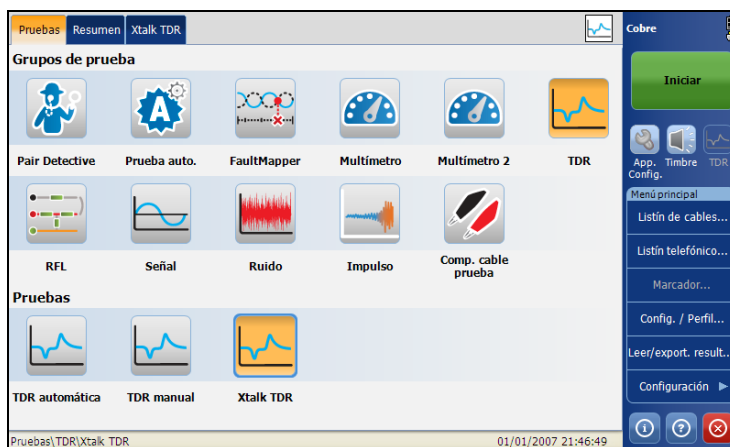 Pruebas Resumen Xtalk TDR
Grupos de prueba
Pair Detective Prueba auto. FaultMapper Multímetro Multímetro 2 TDR
RFL Señal Ruido Impulso Comp. cable
prueba
Pruebas
TDR automática TDR manual Xtalk TDR
Pruebas\TDR\Xtalk TDR 01/01/2007 21:46:49
Cobre
Iniciar
App. Timbre TDR
Config.
Menú principal
Listín de cables...
Listín telefónico...
Marcador...
Config. / Perfil...
Leer/export. result..
Configuración